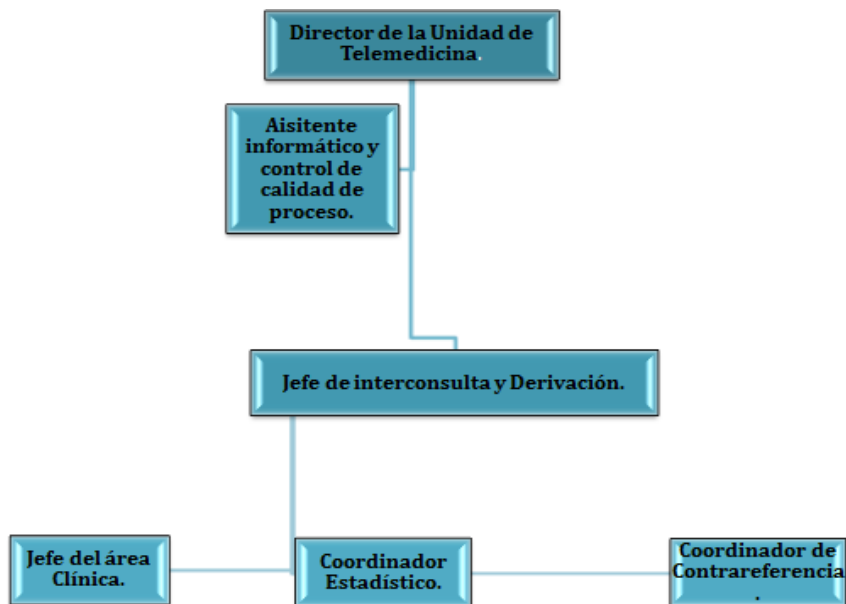 Director de la Unidad de
Telemedicina.
Aisitente
informático y
control de
calidad de
proceso.
Jefe de interconsulta y Derivación.
Jefe del área
Clínica.
Coordinador
Estadístico.
Coordinador de
Contrareferencia
.